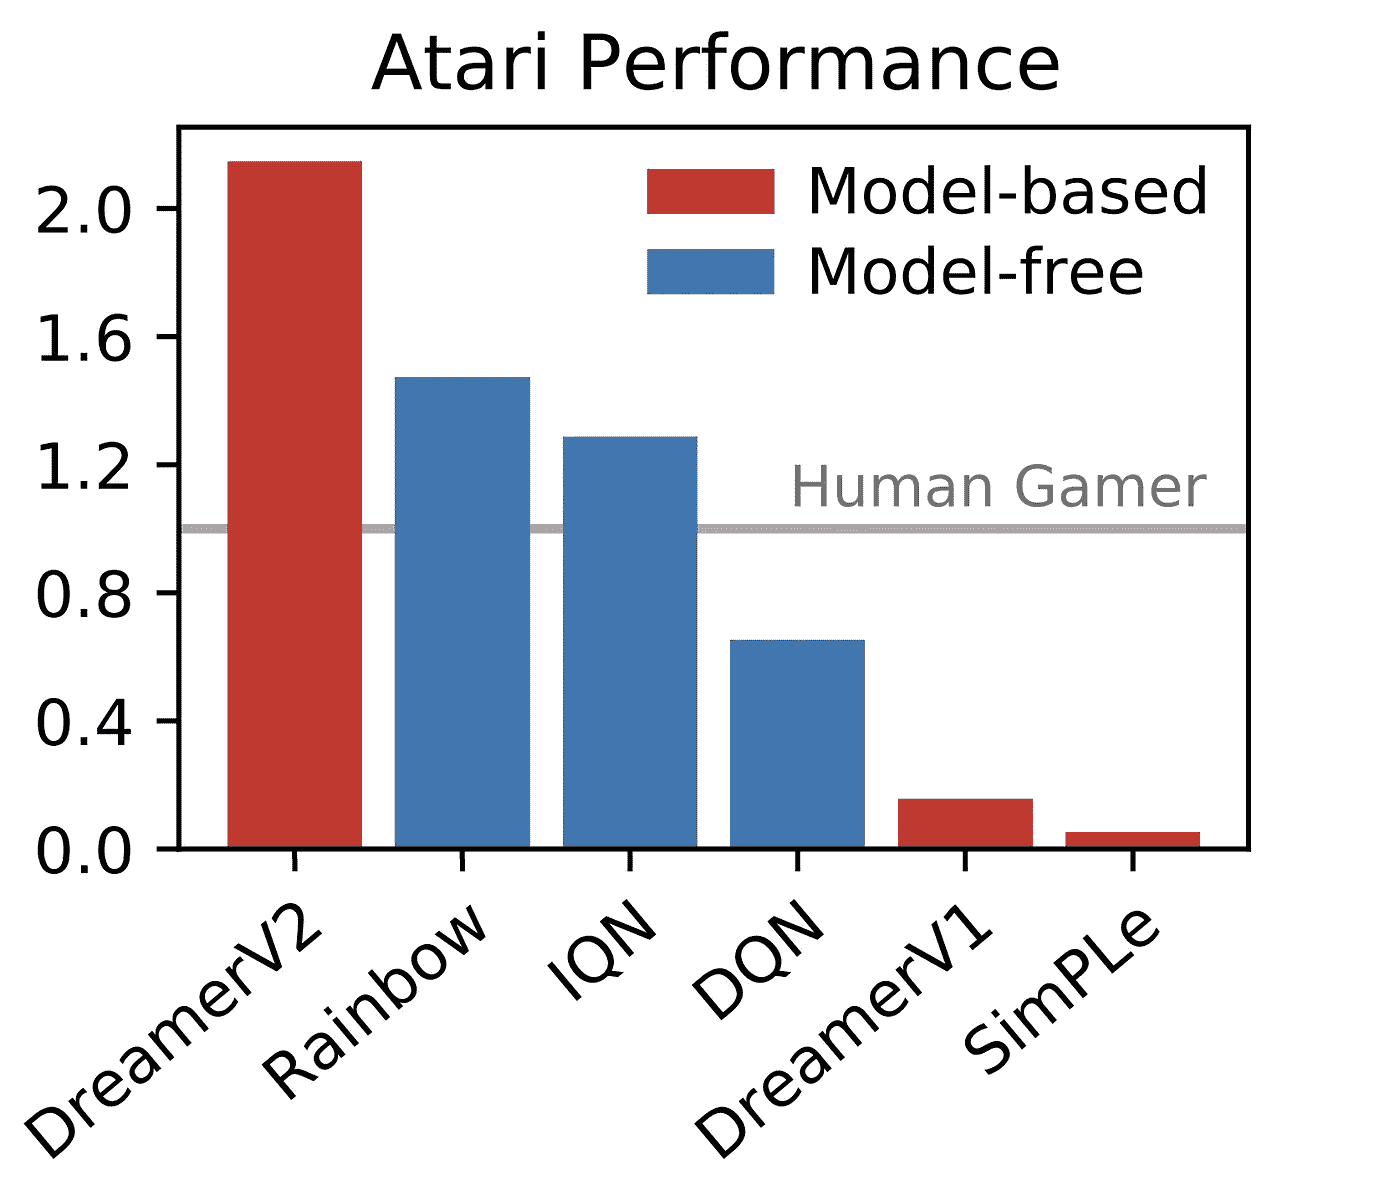 Atari Performance
2.0
1.6
1.2
0.8
0.4
0.0
Model-based
Model-free
Human Gamer
DreamerV2
Rainbow
IQN
DQN
DreamerV1
SimPLe